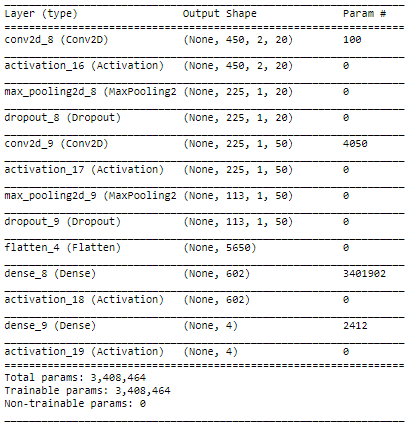 Layer (type) Output Shape Param #
conv2d_8 (Conv2D) (None, 450, 2, 20) 100
activation_16 (Activation) (None, 450, 2, 20) 0
max_pooling2d_8 (MaxPooling2 (None, 225, 1, 20) 0
dropout_8 (Dropout) (None, 225, 1, 20) 0
conv2d_9 (Conv2D) (None, 225, 1, 50) 4050
activation_17 (Activation) (None, 225, 1, 50) 0
max_pooling2d_9 (MaxPooling2 (None, 113, 1, 50) 0
dropout_9 (Dropout) (None, 113, 1, 50) 0
flatten_4 (Flatten) (None, 5650) 0
dense_8 (Dense) (None, 602) 3401902
activation_18 (Activation) (None, 602) 0
dense_9 (Dense) (None, 4) 2412
activation_19 (Activation) (None, 4) 0
Total params: 3,408,464
Trainable params: 3,408,464
Non-trainable params: 0